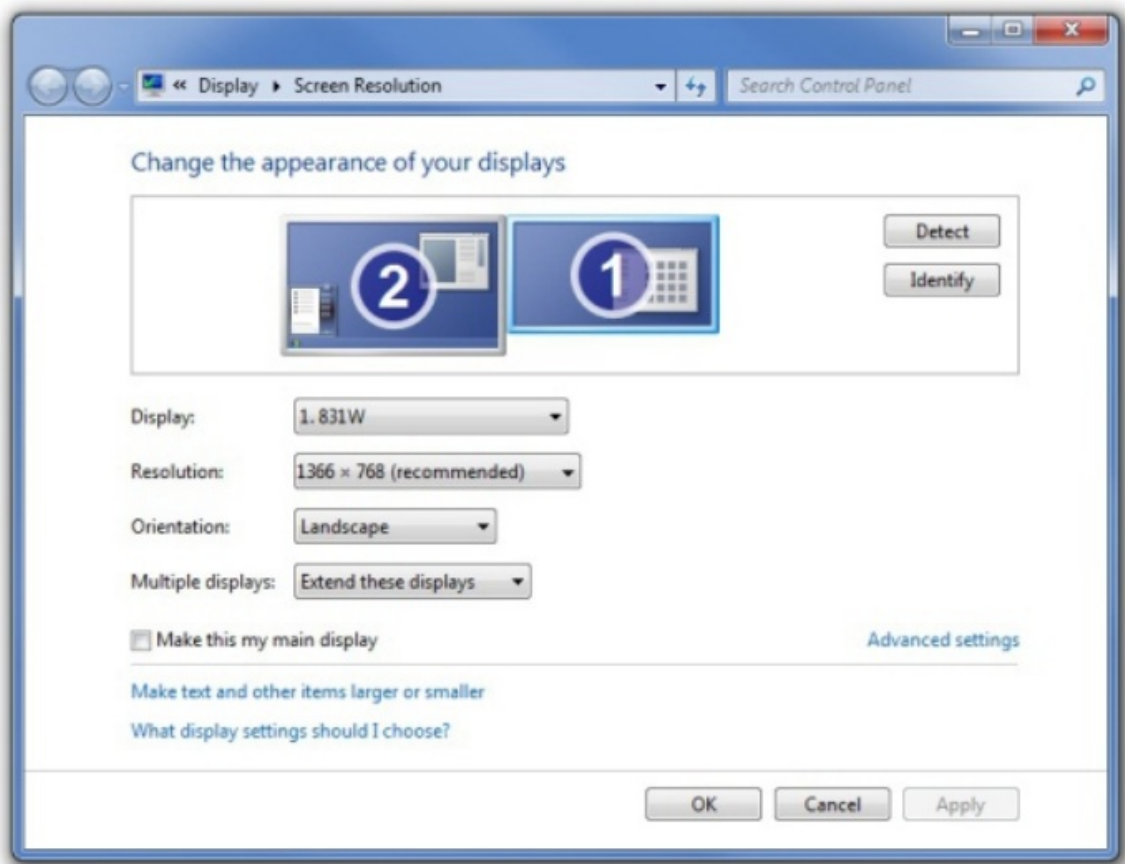 « Display ▸ Screen Resolution
Search Control Panel
Change the appearance of your displays
2
1
Detect
Identify
Display: 1. 831W
Resolution: 1366 × 768 (recommended)
Orientation: Landscape
Multiple displays: Extend these displays
Make this my main display
Advanced settings
Make text and other items larger or smaller
What display settings should I choose?
OK
Cancel
Apply